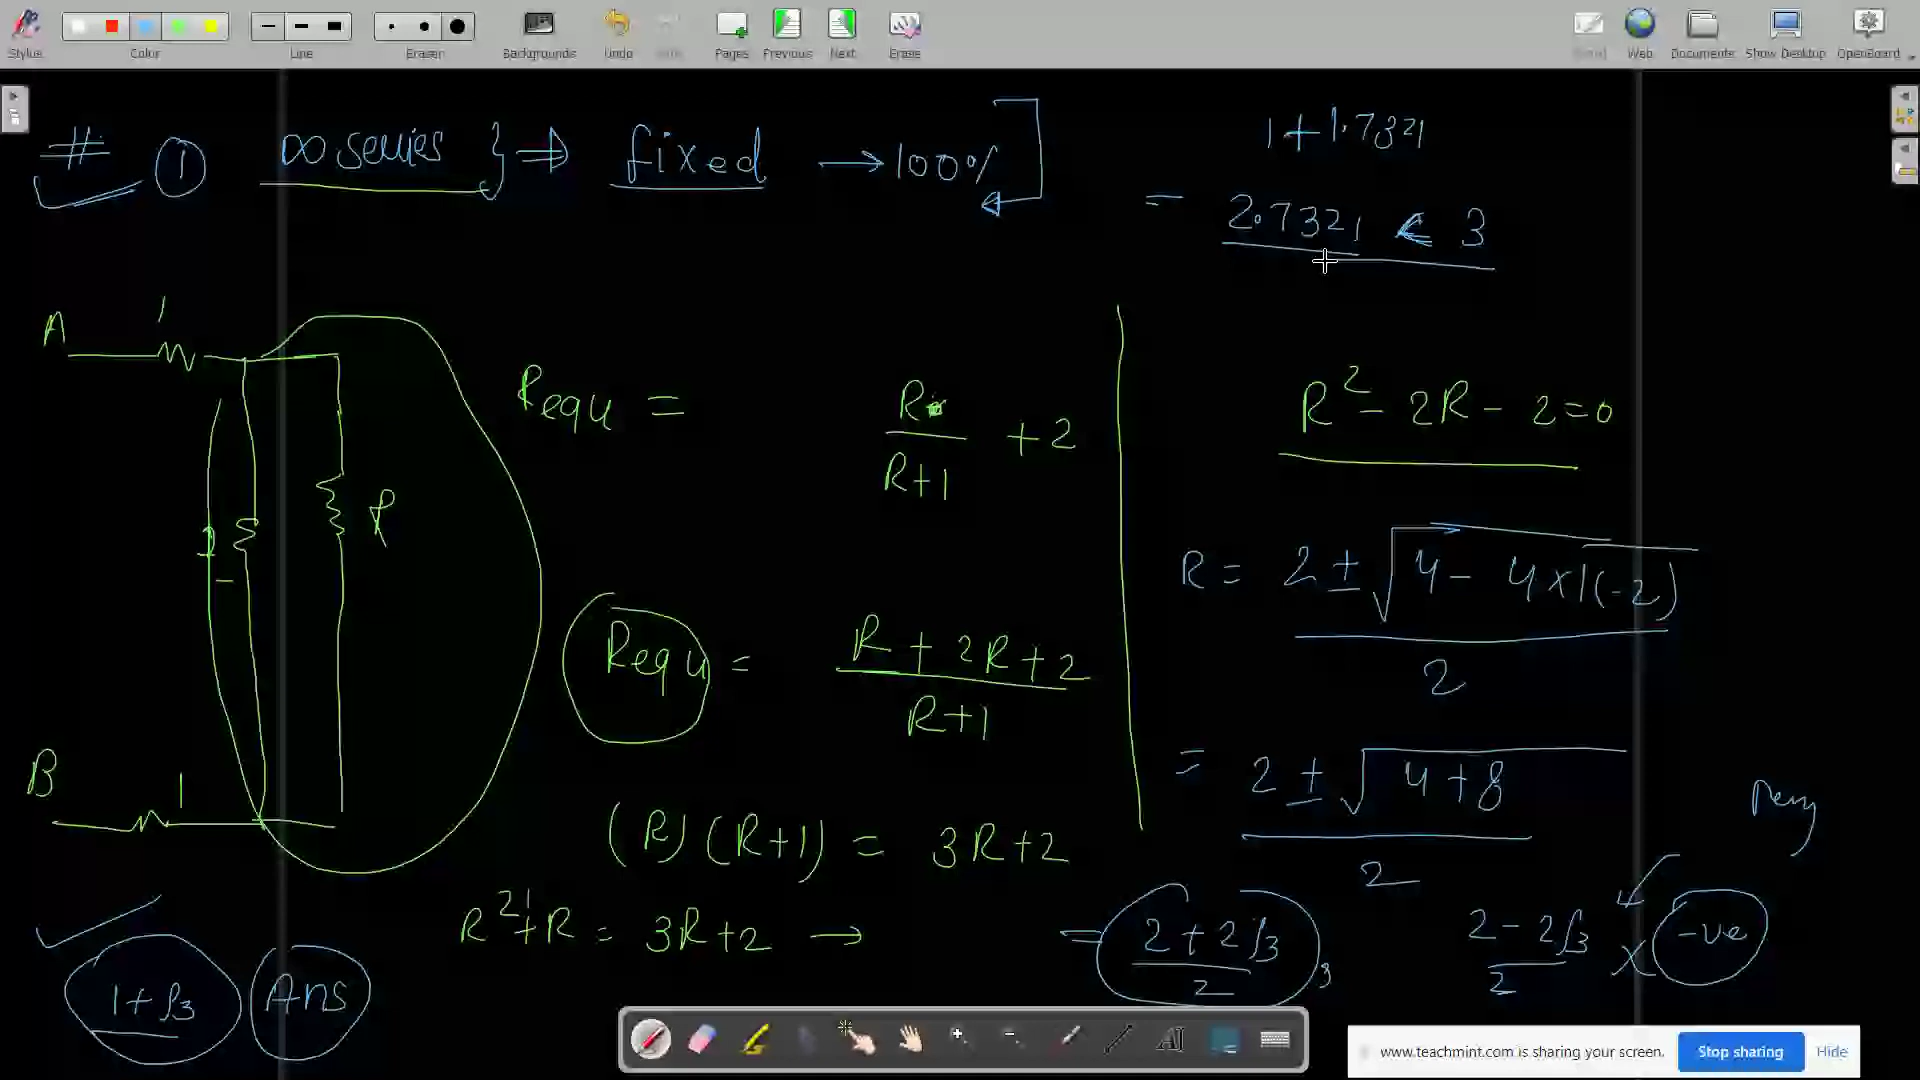 Stylus Color Line Eraser Backgrounds Undo Pages Previous Next Erase Web Documents Show Desktop OpenBoard
# ① ∞ series } ⇒ fixed → 100%
1 + 1.7321
= 2.7321 < 3
A 1
1 R
B 1
Requ = R / R+1 + 2
Requ = R + 2R + 2 / R+1
(R) (R+1) = 3R+2
R² + R = 3R+2 →
R² - 2R - 2 = 0
R = 2 ± √4 - 4×1(-2) / 2
= 2 ± √4+8 / 2
= 2 + 2√3 / 2 , 2 - 2√3 / 2 × -ve
1+√3 Ans
www.teachmint.com is sharing your screen. Stop sharing Hide